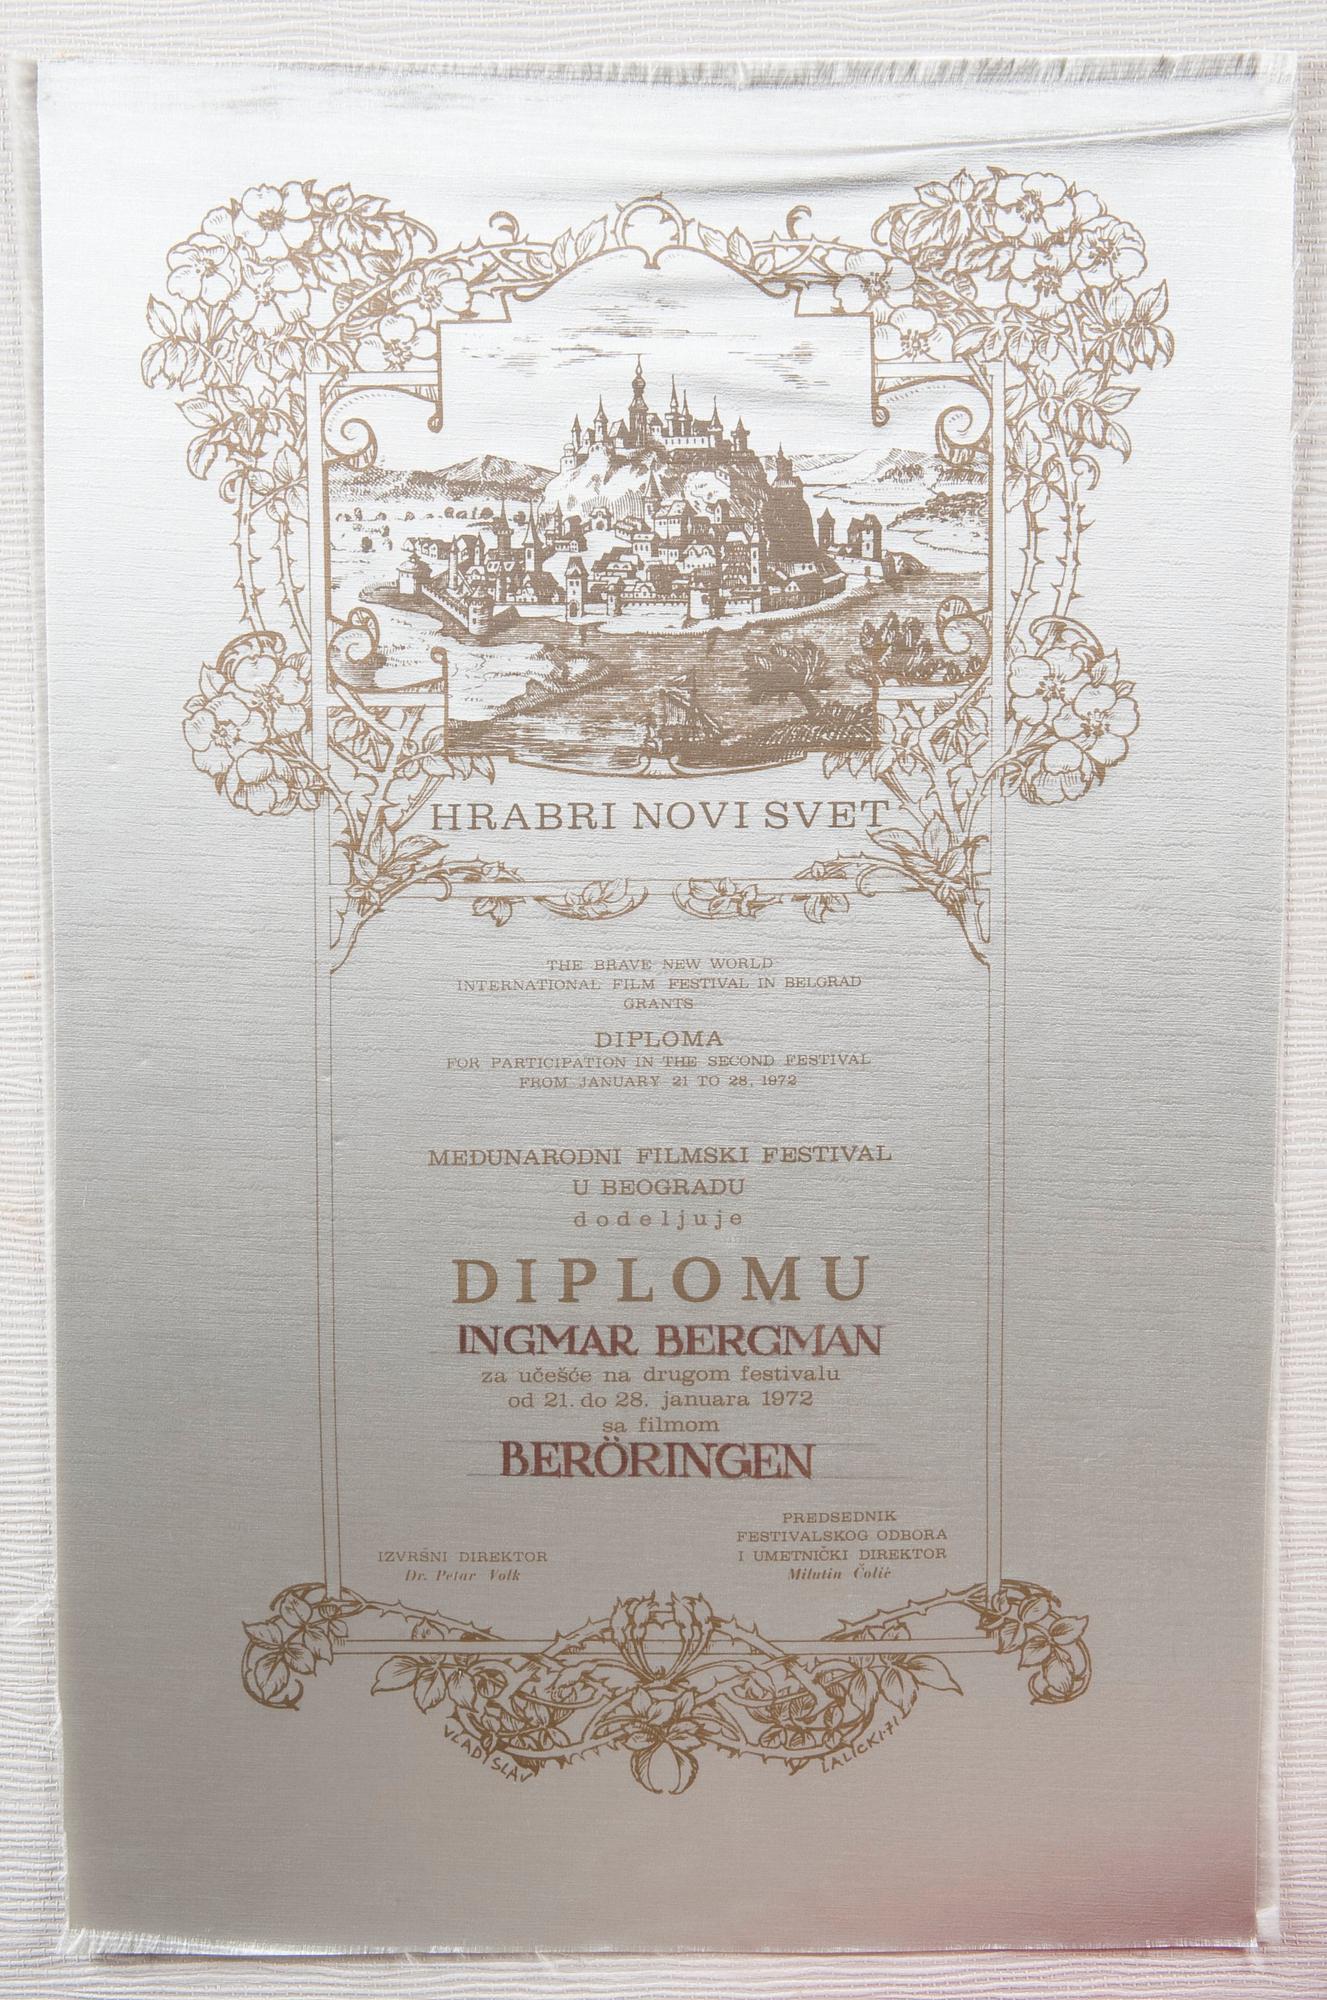 HRABRI NOVI SVET
THE BRAVE NEW WORLD
INTERNATIONAL FILM FESTIVAL IN BELGRAD
GRANTS
DIPLOMA
FOR PARTICIPATION IN THE SECOND FESTIVAL
FROM JANUARY 21 TO 28, 1972
MEĐUNARODNI FILMSKI FESTIVAL
U BEOGRADU
dodeljuje
DIPLOMU
INGMAR BERGMAN
za učešće na drugom festivalu
od 21. do 28. januara 1972
sa filmom
BERÖRINGEN
IZVRŠNI DIREKTOR
Dr. Petar Volk
PREDSEDNIK
FESTIVALSKOG ODBORA
I UMETNIČKI DIREKTOR
Milutin Čolić
VLADISLAV
LALICKI·71